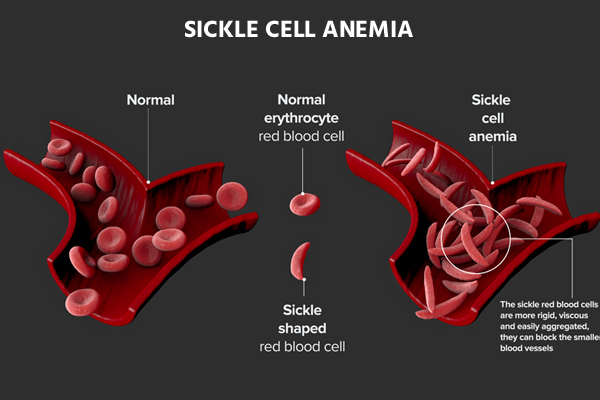 SICKLE CELL ANEMIA
Normal
Normal
erythrocyte
red blood cell
Sickle
shaped
red blood cell
Sickle
cell
anemia
The sickle red blood cells
are more rigid, viscous
and easily aggregated,
they can block the smalle
blood vessels